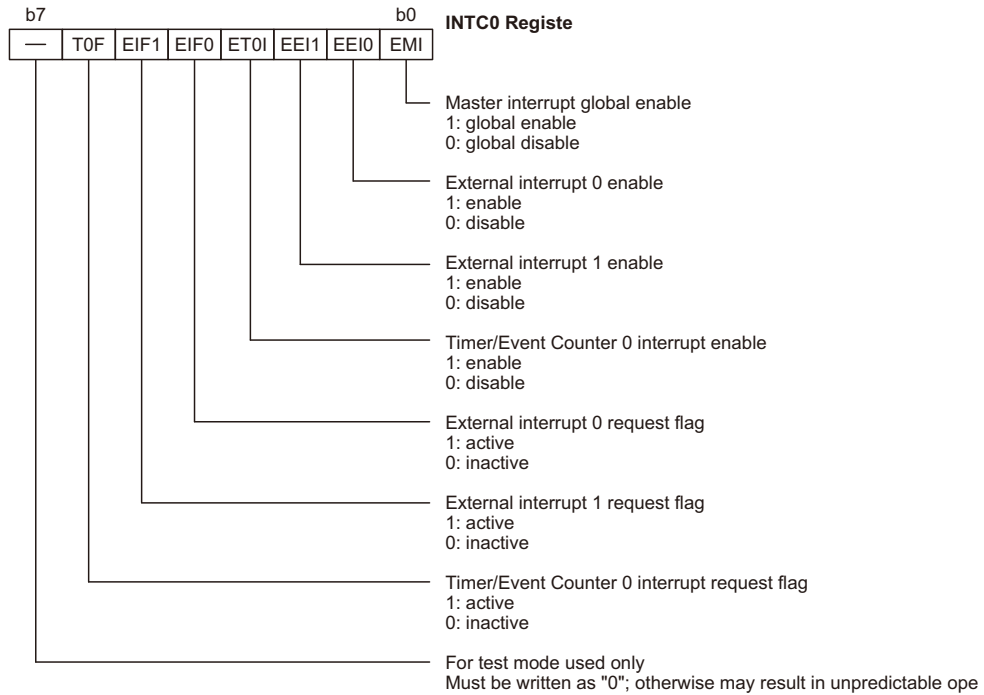 b7 b0
INTC0 Registe
— T0F EIF1 EIF0 ET0I EEI1 EEI0 EMI
Master interrupt global enable
1: global enable
0: global disable
External interrupt 0 enable
1: enable
0: disable
External interrupt 1 enable
1: enable
0: disable
Timer/Event Counter 0 interrupt enable
1: enable
0: disable
External interrupt 0 request flag
1: active
0: inactive
External interrupt 1 request flag
1: active
0: inactive
Timer/Event Counter 0 interrupt request flag
1: active
0: inactive
For test mode used only
Must be written as "0"; otherwise may result in unpredictable ope